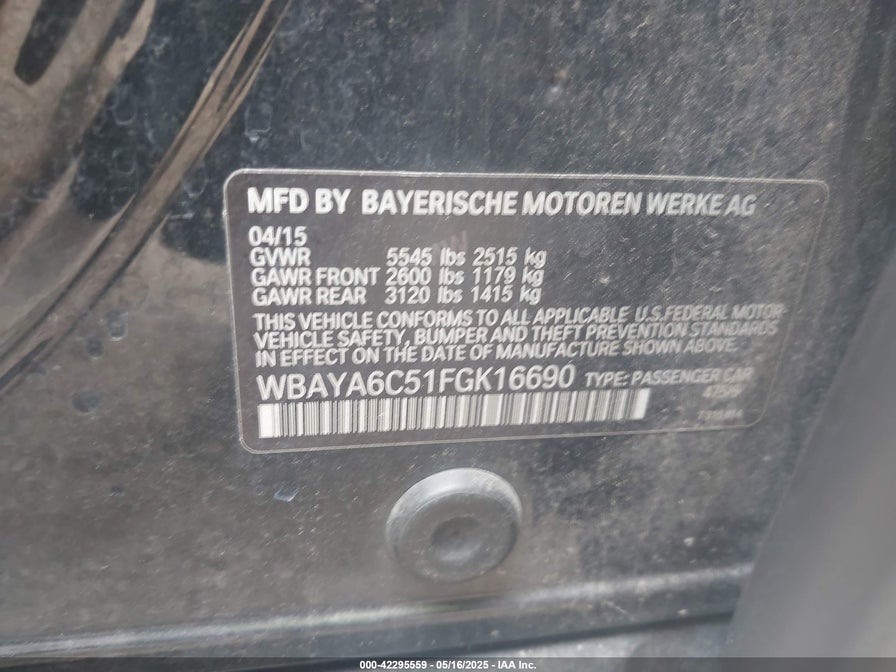 MFD BY BAYERISCHE MOTOREN WERKE AG
04/15
GVWR 5545 lbs 2515 kg
GAWR FRONT 2600 lbs 1179 kg
GAWR REAR 3120 lbs 1415 kg
THIS VEHICLE CONFORMS TO ALL APPLICABLE U.S.FEDERAL MOTOR
VEHICLE SAFETY, BUMPER AND THEFT PREVENTION STANDARDS
IN EFFECT ON THE DATE OF MANUFACTURE SHOWN ABOVE.
WBAYA6C51FGK16690 TYPE: PASSENGER CAR
000-42295559 — 05/16/2025 — IAA Inc.